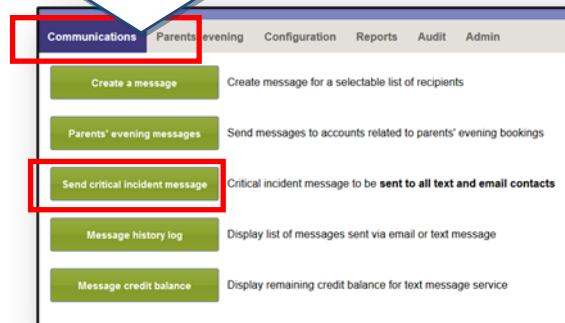 Communications Parents' evening Configuration Reports Audit Admin
Create a message Create message for a selectable list of recipients
Parents' evening messages Send messages to accounts related to parents' evening bookings
Send critical incident message Critical incident message to be sent to all text and email contacts
Message history log Display list of messages sent via email or text message
Message credit balance Display remaining credit balance for text message service